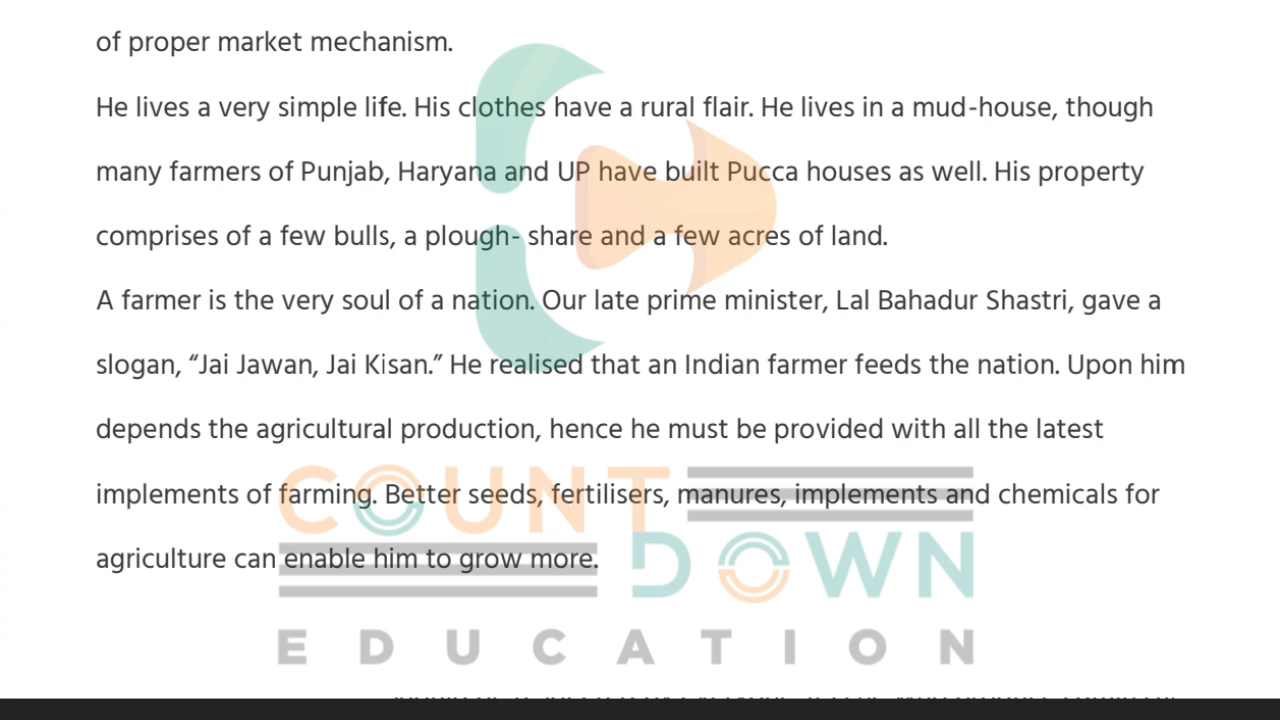 of proper market mechanism.
He lives a very simple life. His clothes have a rural flair. He lives in a mud-house, though
many farmers of Punjab, Haryana and UP have built Pucca houses as well. His property
comprises of a few bulls, a plough- share and a few acres of land.
A farmer is the very soul of a nation. Our late prime minister, Lal Bahadur Shastri, gave a
slogan, “Jai Jawan, Jai Kisan.” He realised that an Indian farmer feeds the nation. Upon him
depends the agricultural production, hence he must be provided with all the latest
implements of farming. Better seeds, fertilisers, manures, implements and chemicals for
agriculture can enable him to grow more.
COUNT
DOWN
EDUCATION